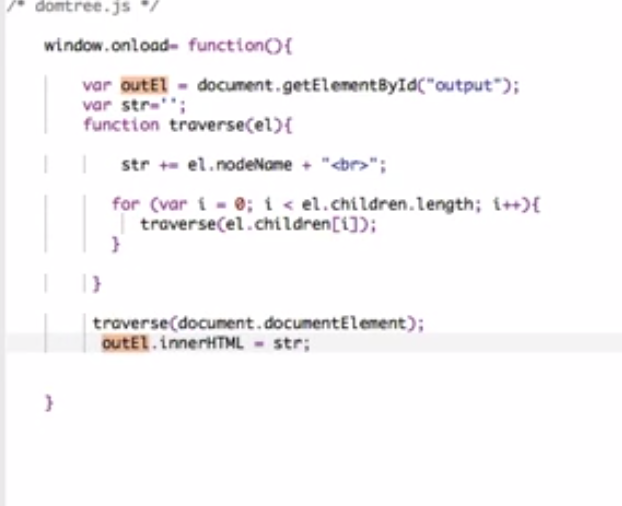 /* domtree.js */
window.onload= function(){
var outEl = document.getElementById("output");
var str='';
function traverse(el){
str += el.nodeName + "<br>";
for (var i = 0; i < el.children.length; i++){
traverse(el.children[i]);
}
}
traverse(document.documentElement);
outEl.innerHTML = str;
}